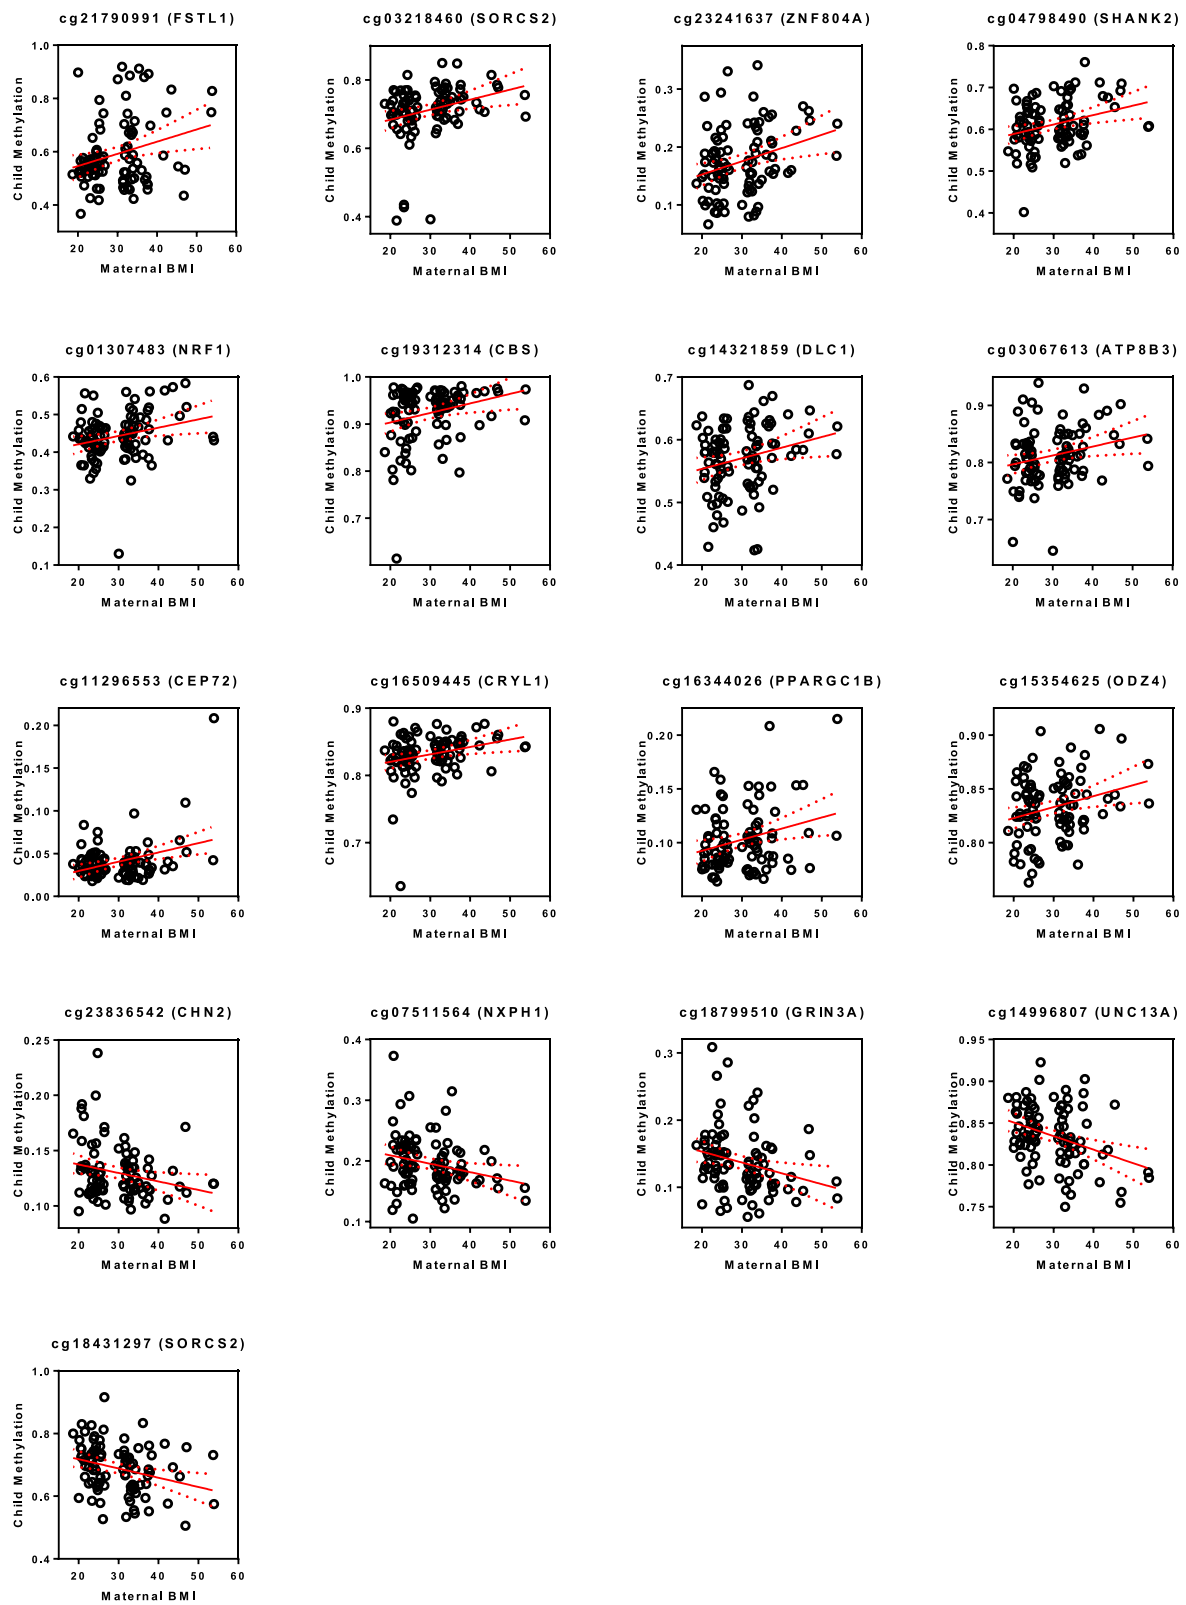 cg21790991 (FSTL1)
1.0
0.8
0.6
0.4
20 30 40 50 60
Child Methylation
Maternal BMI
cg03218460 (SORCS2)
0.8
0.6
0.4
20 30 40 50 60
Child Methylation
Maternal BMI
cg23241637 (ZNF804A)
0.3
0.2
0.1
20 30 40 50 60
Child Methylation
Maternal BMI
cg04798490 (SHANK2)
0.8
0.7
0.6
0.5
0.4
20 30 40 50 60
Child Methylation
Maternal BMI
cg01307483 (NRF1)
0.6
0.5
0.4
0.3
0.1
20 30 40 50 60
Child Methylation
Maternal BMI
cg19312314 (CBS)
1.0
0.9
0.8
0.7
20 30 40 50 60
Child Methylation
Maternal BMI
cg14321859 (DLC1)
0.7
0.6
0.5
0.4
20 30 40 50 60
Child Methylation
Maternal BMI
cg03067613 (ATP8B3)
0.9
0.8
0.7
20 30 40 50 60
Child Methylation
Maternal BMI
cg11296553 (CEP72)
0.20
0.15
0.10
0.05
0.00
20 30 40 50 60
Child Methylation
Maternal BMI
cg16509445 (CRYL1)
0.9
0.8
0.7
20 30 40 50 60
Child Methylation
Maternal BMI
cg16344026 (PPARGC1B)
0.20
0.15
0.10
20 30 40 50 60
Child Methylation
Maternal BMI
cg15354625 (ODZ4)
0.90
0.85
0.80
20 30 40 50 60
Child Methylation
Maternal BMI
cg23836542 (CHN2)
0.25
0.20
0.15
0.10
20 30 40 50 60
Child Methylation
Maternal BMI
cg07511564 (NXPH1)
0.4
0.3
0.2
0.1
20 30 40 50 60
Child Methylation
Maternal BMI
cg18799510 (GRIN3A)
0.3
0.2
0.1
20 30 40 50 60
Child Methylation
Maternal BMI
cg14996807 (UNC13A)
0.95
0.90
0.85
0.80
0.75
20 30 40 50 60
Child Methylation
Maternal BMI
cg18431297 (SORCS2)
1.0
0.8
0.6
0.4
20 30 40 50 60
Child Methylation
Maternal BMI